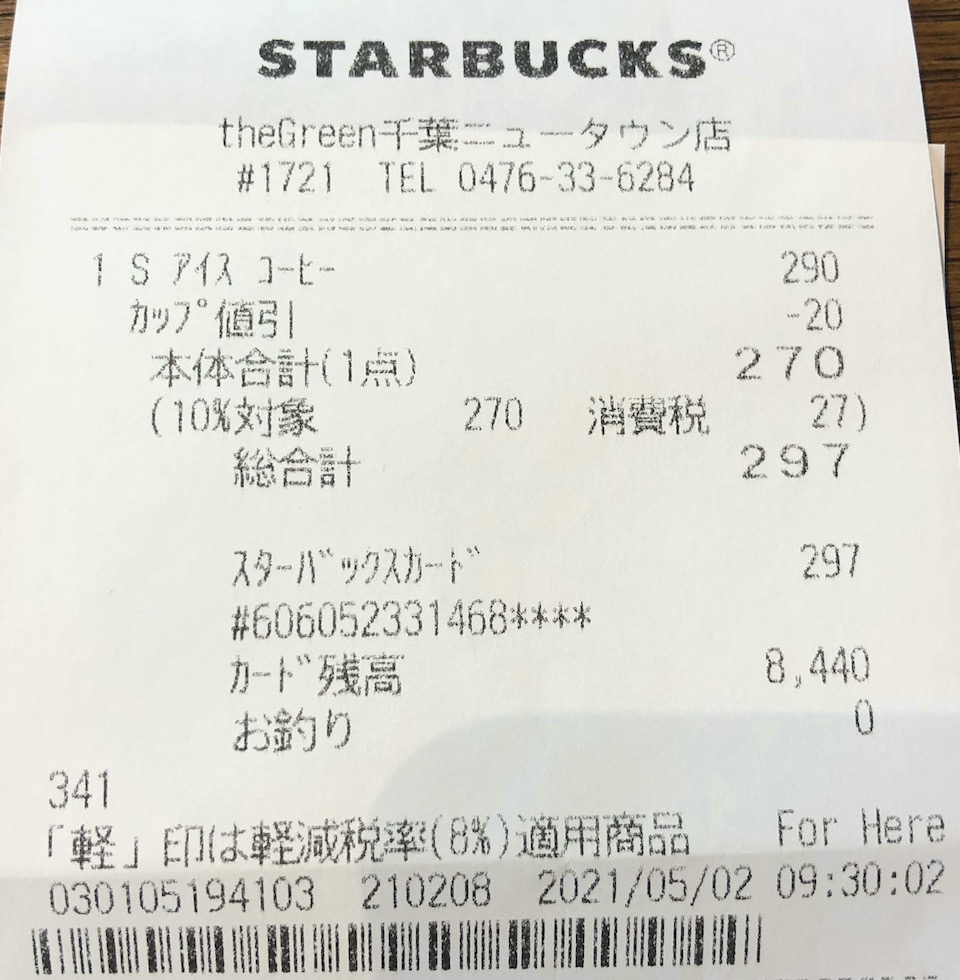 STARBUCKS®
theGreen千葉ニュータウン店
#1721 TEL 0476-33-6284
1 S アイス コーヒー 290
カップ値引 -20
本体合計(1点) 270
(10%対象 270 消費税 27)
総合計 297
スターバックスカード 297
#606052331468****
カード残高 8,440
お釣り 0
341
「軽」印は軽減税率(8%)適用商品 For Here
030105194103 210208 2021/05/02 09:30:02